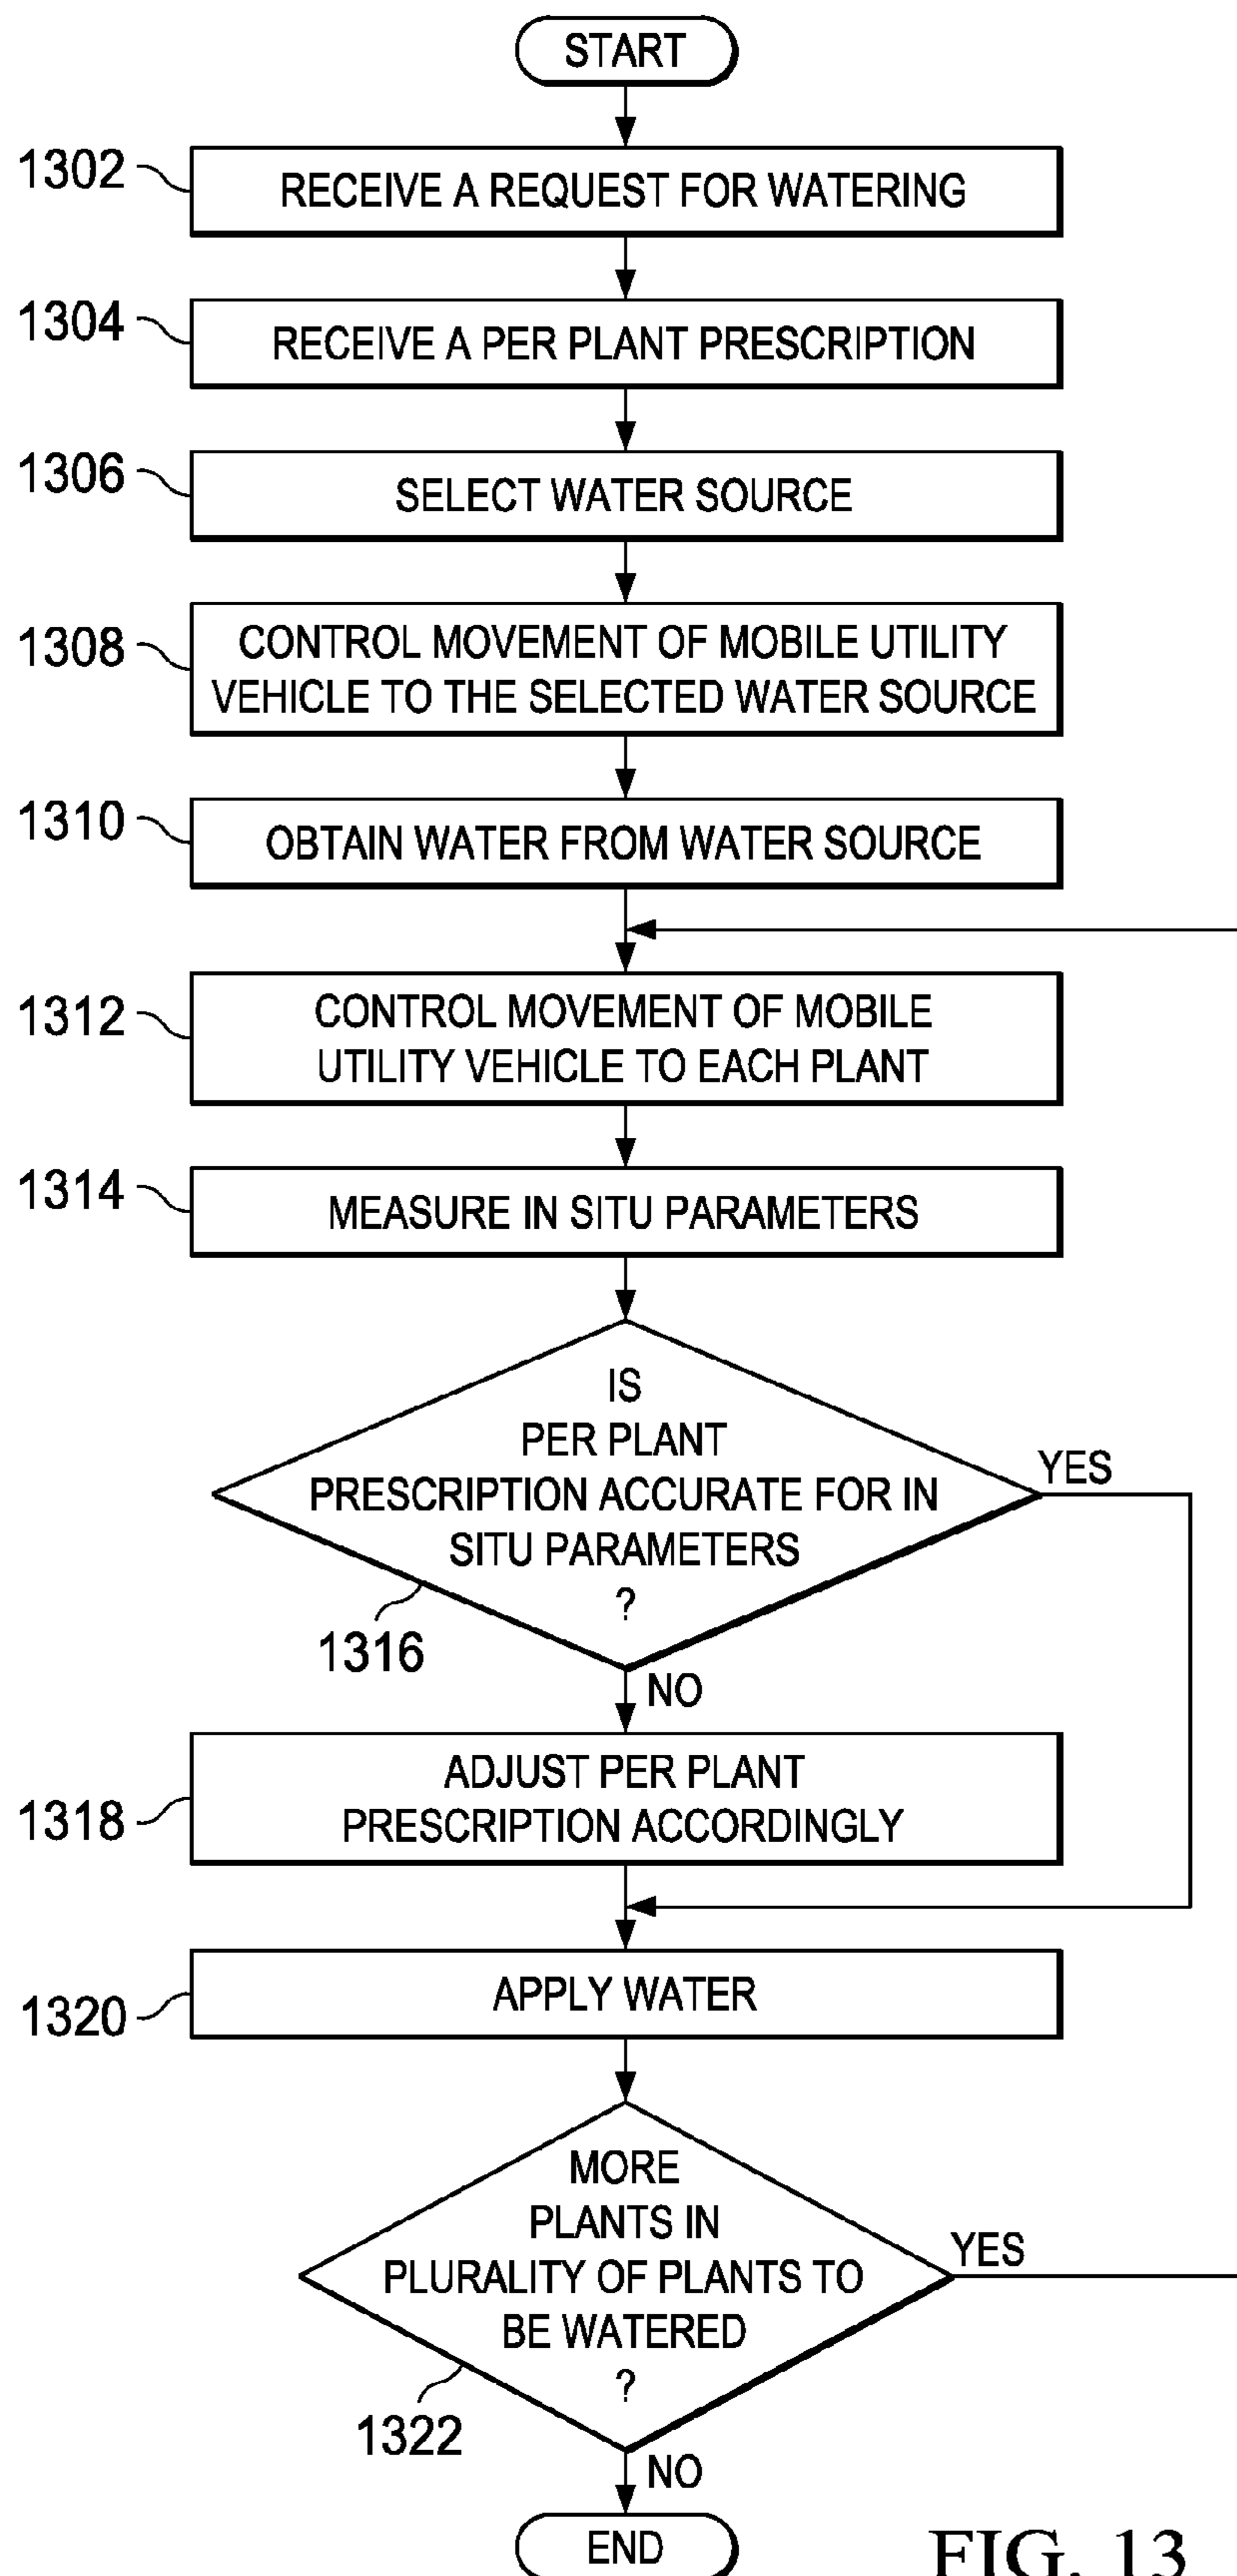 START
1302
RECEIVE A REQUEST FOR WATERING
1304
RECEIVE A PER PLANT PRESCRIPTION
1306
SELECT WATER SOURCE
1308
CONTROL MOVEMENT OF MOBILE UTILITY
VEHICLE TO THE SELECTED WATER SOURCE
1310
OBTAIN WATER FROM WATER SOURCE
1312
CONTROL MOVEMENT OF MOBILE
UTILITY VEHICLE TO EACH PLANT
1314
MEASURE IN SITU PARAMETERS
IS
PER PLANT
PRESCRIPTION ACCURATE FOR IN
SITU PARAMETERS
?
YES
1316
NO
1318
ADJUST PER PLANT
PRESCRIPTION ACCORDINGLY
1320
APPLY WATER
MORE
PLANTS IN
PLURALITY OF PLANTS TO
BE WATERED
?
YES
1322
NO
END
FIG. 13